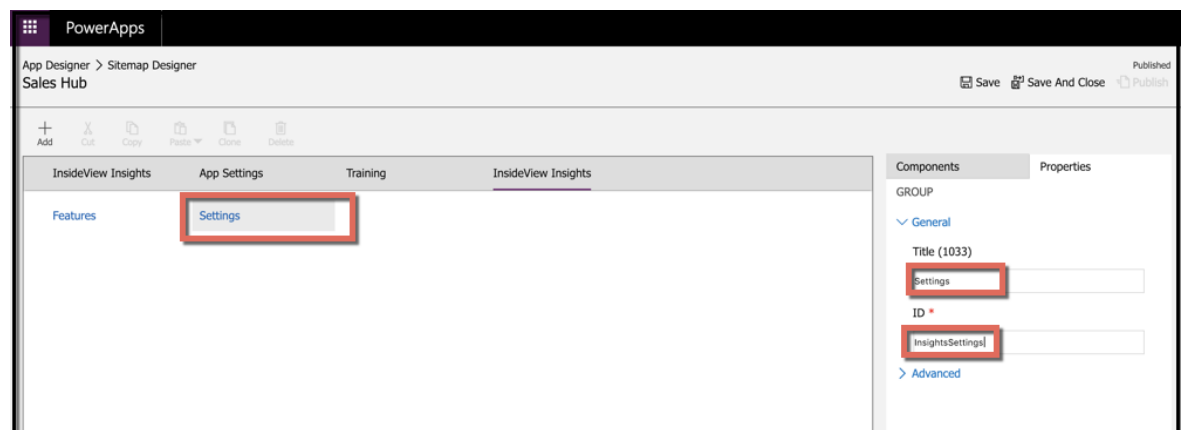 PowerApps
App Designer > Sitemap Designer
Sales Hub
Published
Save Save And Close Publish
Add Cut Copy Paste Clone Delete
InsideView Insights App Settings Training InsideView Insights
Features Settings
Components Properties
GROUP
General
Title (1033)
Settings
ID *
InsightsSettings
Advanced